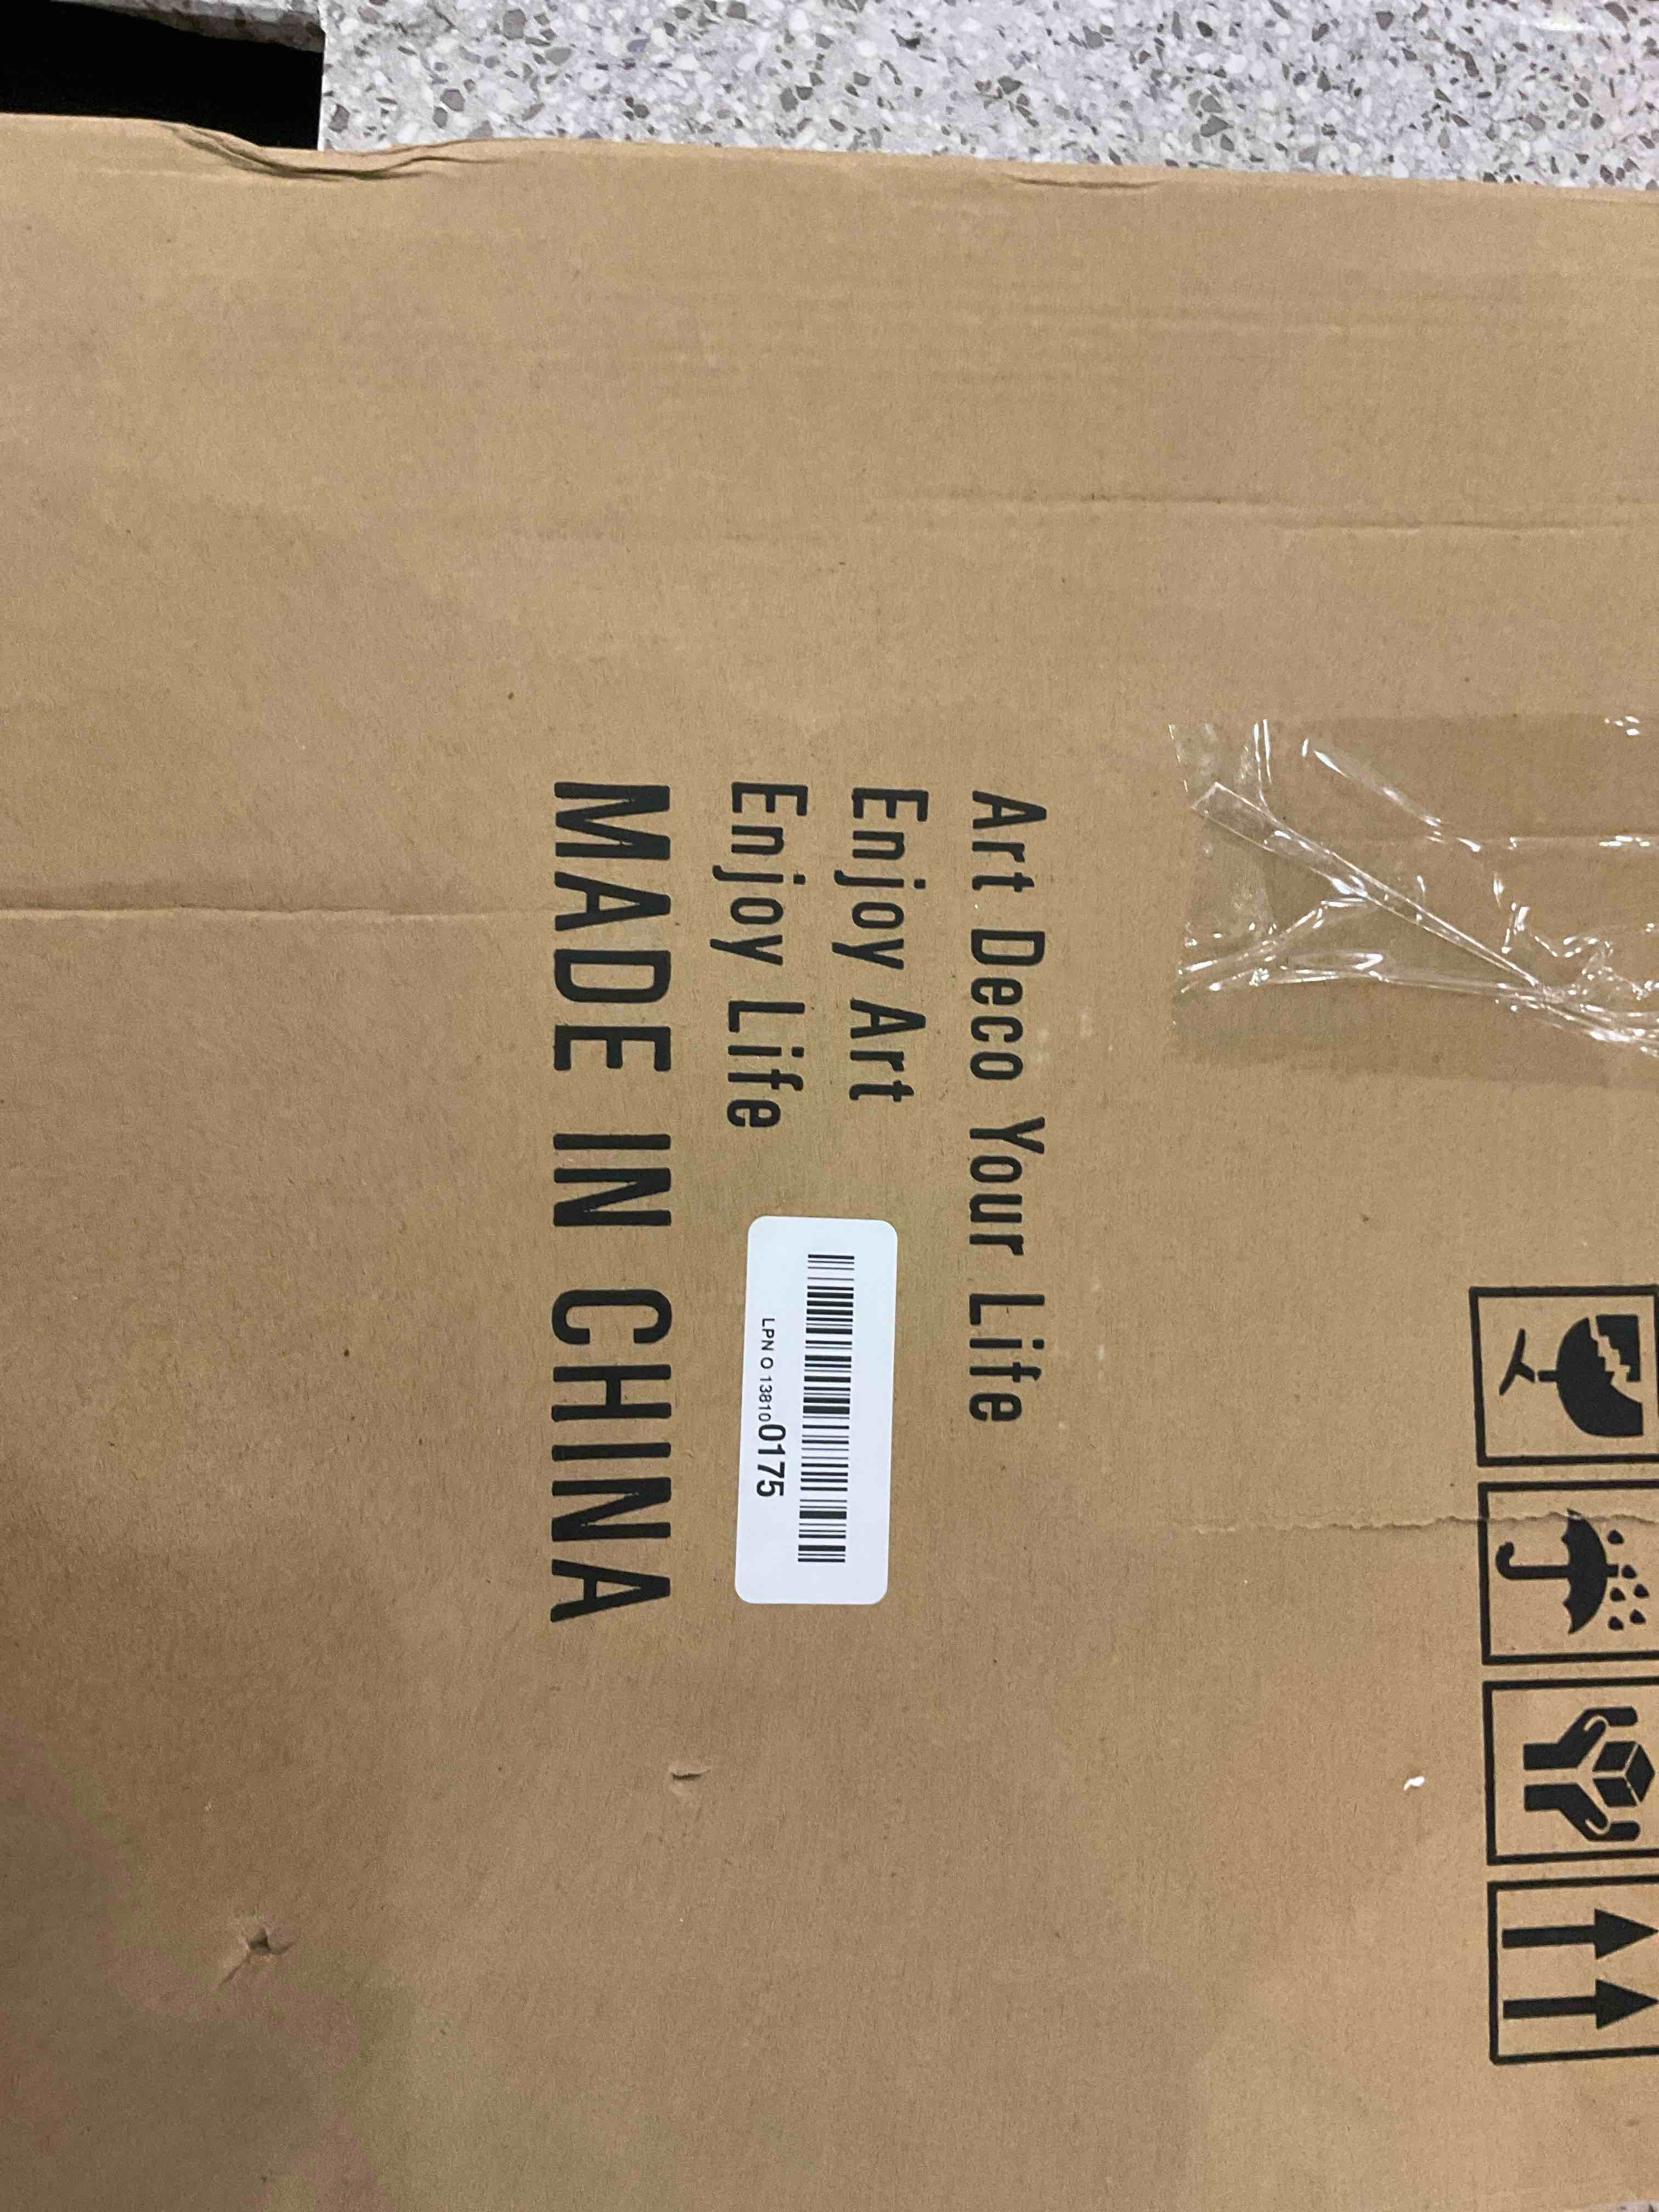 Art Deco Your Life
Enjoy Art
Enjoy Life
MADE IN CHINA
LPN O 13810 0175